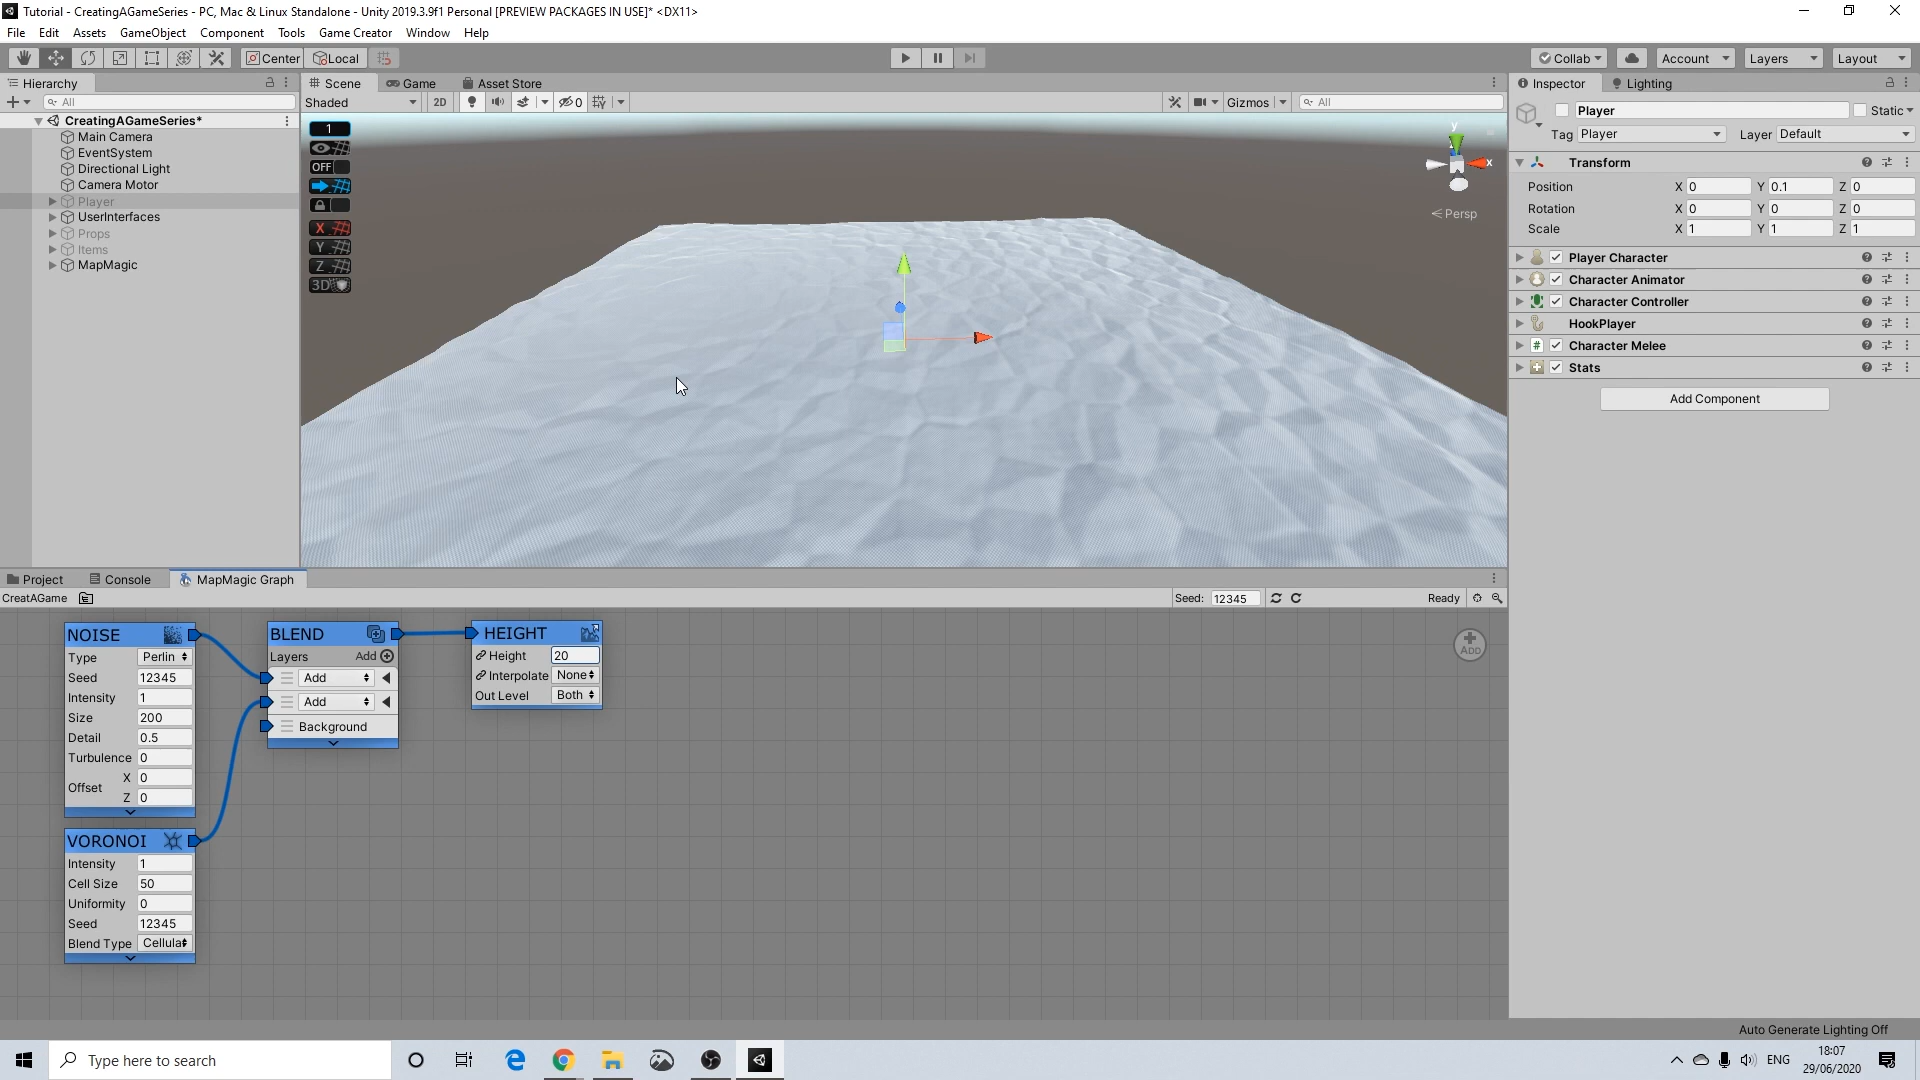 Tutorial - CreatingAGameSeries - PC, Mac & Linux Standalone - Unity 2019.3.9f1 Personal [PREVIEW PACKAGES IN USE]* <DX11>
File Edit Assets GameObject Component Tools Game Creator Window Help
Center Local Collab Account Layers Layout
Hierarchy
All
CreatingAGameSeries*
Main Camera
EventSystem
Directional Light
Camera Motor
Player
UserInterfaces
Props
Items
MapMagic
Scene Game Asset Store
Shaded 2D 0 Gizmos All
1
OFF
X
Y
Z
3D
y
x
Persp
Inspector Lighting
Player Static
Tag Player Layer Default
Transform
Position X 0 Y 0.1 Z 0
Rotation X 0 Y 0 Z 0
Scale X 1 Y 1 Z 1
Player Character
Character Animator
Character Controller
HookPlayer
Character Melee
Stats
Add Component
Project Console MapMagic Graph
CreatAGame Seed: 12345 Ready
NOISE
Type Perlin
Seed 12345
Intensity 1
Size 200
Detail 0.5
Turbulence 0
Offset X 0
Z 0
VORONOI
Intensity 1
Cell Size 50
Uniformity 0
Seed 12345
Blend Type Cellula
BLEND
Layers Add
Add
Add
Background
HEIGHT
Height 20
Interpolate None
Out Level Both
ADD
Auto Generate Lighting Off
Type here to search
ENG
18:07
29/06/2020